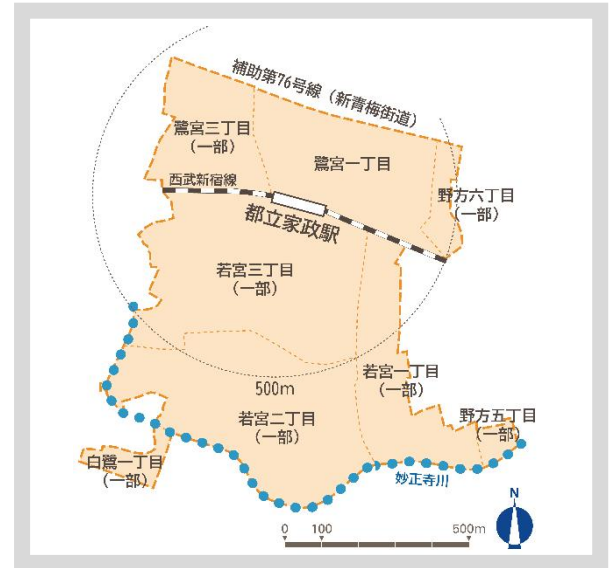 補助第76号線（新青梅街道）
鷺宮三丁目
（一部）
鷺宮一丁目
西武新宿線
野方六丁目
（一部）
都立家政駅
若宮三丁目
（一部）
500m
若宮一丁目
（一部）
若宮二丁目
（一部）
野方五丁目
（一部）
白鷺一丁目
（一部）
妙正寺川
N
0 100 500m